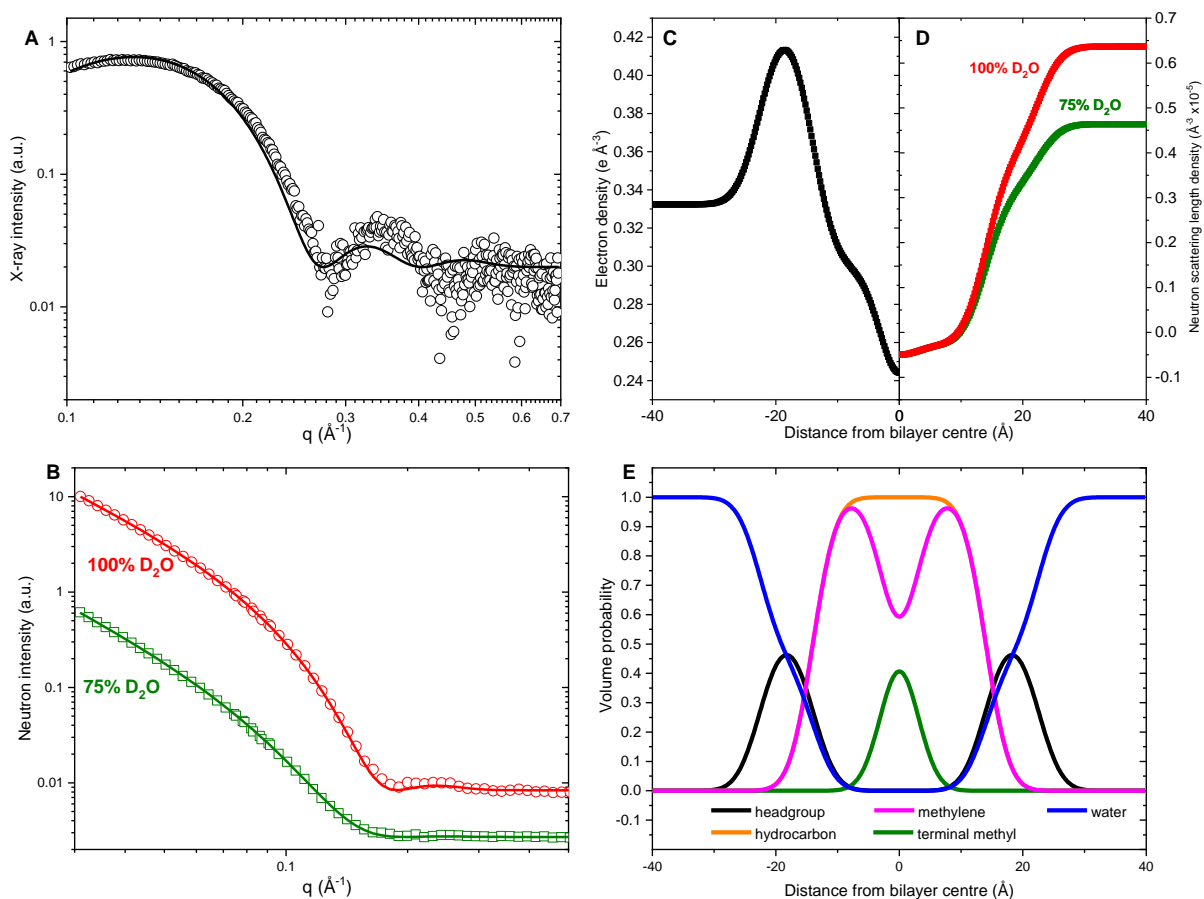 A
X-ray intensity (a.u.)
1
0.1
0.01
0.1 0.2 0.3 0.4 0.5 0.6 0.7
q (Å-1)
C
Electron density (e Å-3)
0.42
0.40
0.38
0.36
0.34
0.32
0.30
0.28
0.26
0.24
-40 -20 0
D
100% D2O
75% D2O
0.7
0.6
0.5
0.4
0.3
0.2
0.1
0.0
-0.1
0 20 40
Neutron scattering length density (Å-3 x10-5)
Distance from bilayer centre (Å)
B
Neutron intensity (a.u.)
10
1
0.1
0.01
100% D2O
75% D2O
0.1
q (Å-1)
E
Volume probability
1.0
0.9
0.8
0.7
0.6
0.5
0.4
0.3
0.2
0.1
0.0
-0.1
headgroup methylene water
hydrocarbon terminal methyl
-40 -20 0 20 40
Distance from bilayer centre (Å)